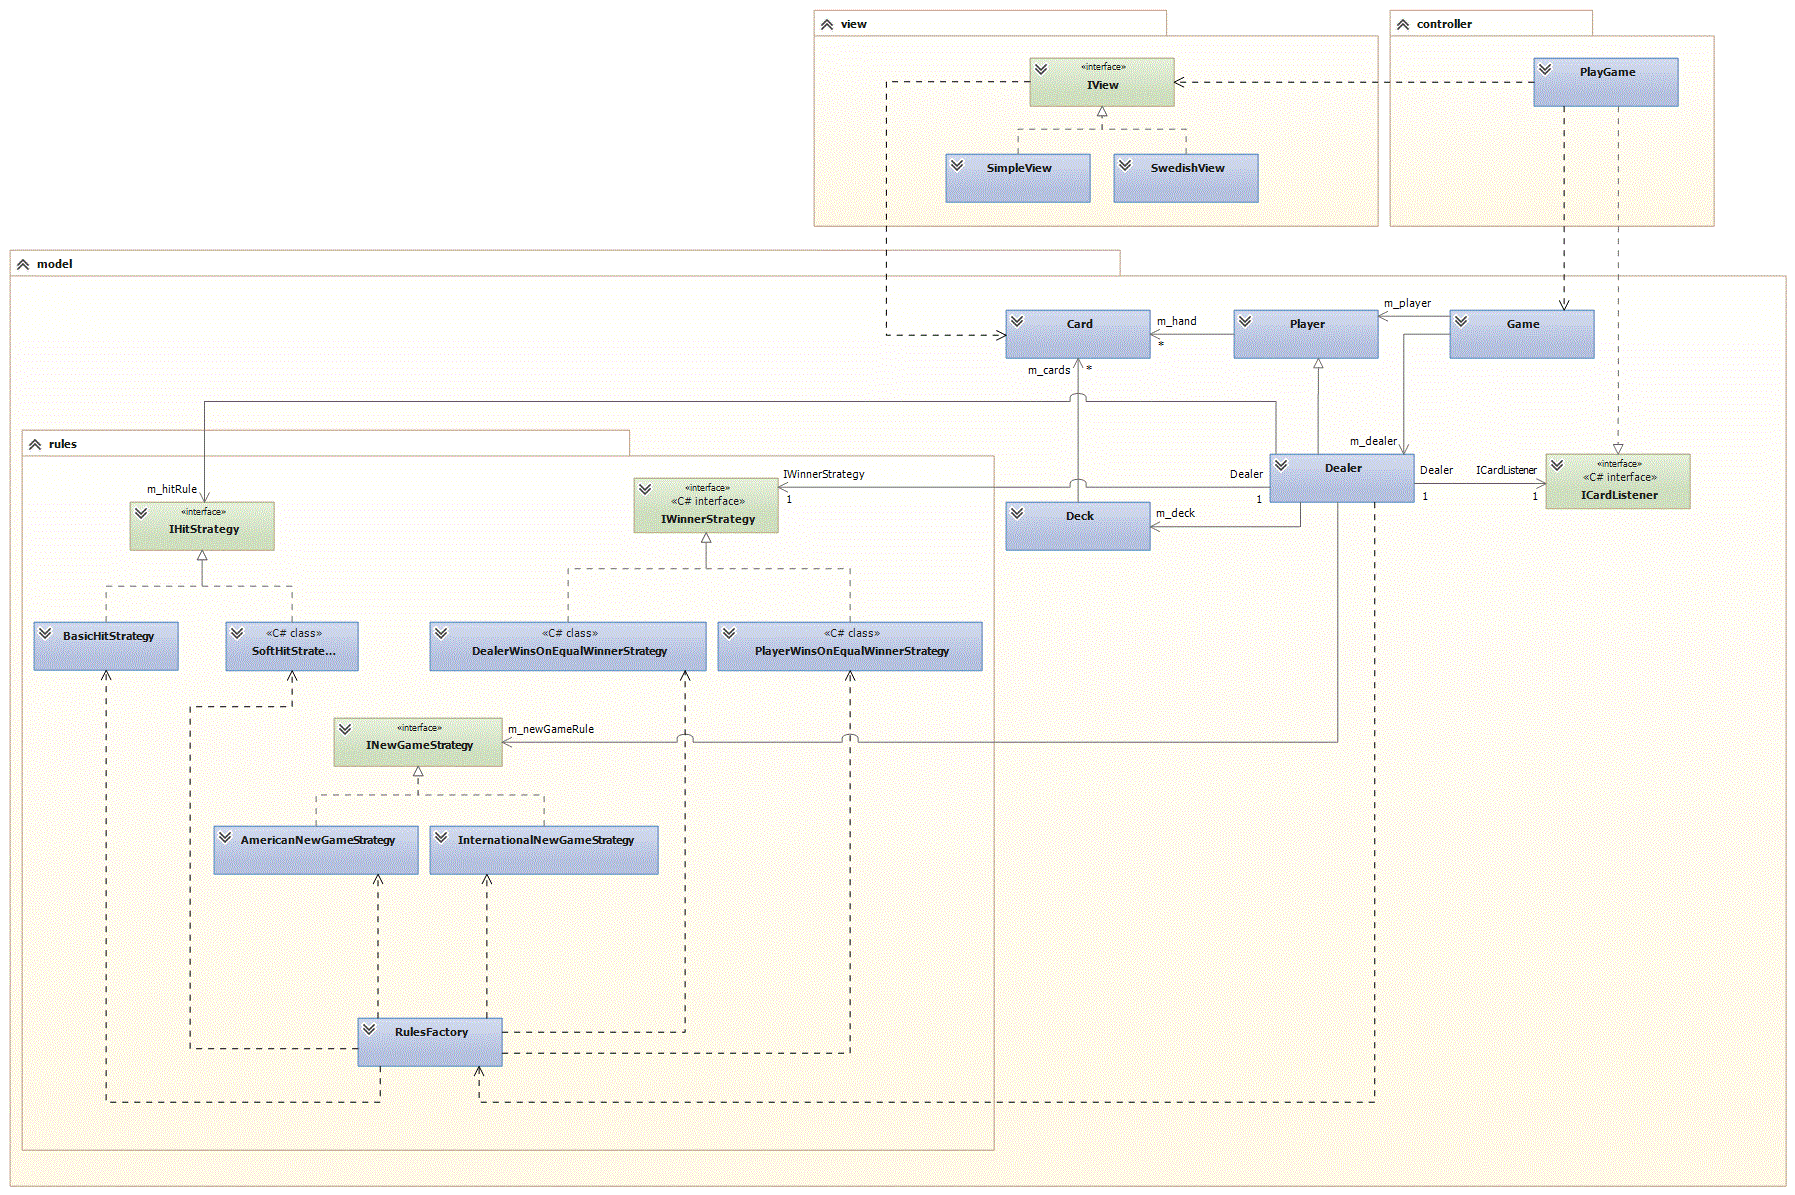 view
controller
«interface»
IView
PlayGame
SimpleView
SwedishView
model
m_player
Card
m_hand
*
Player
Game
m_cards
*
rules
m_dealer
IWinnerStrategy
1
Dealer
1
Dealer
Dealer
1
ICardListener
1
«interface»
«C# interface»
ICardListener
m_hitRule
«interface»
IHitStrategy
«interface»
«C# interface»
IWinnerStrategy
Deck
m_deck
BasicHitStrategy
«C# class»
SoftHitStrate...
«C# class»
DealerWinsOnEqualWinnerStrategy
«C# class»
PlayerWinsOnEqualWinnerStrategy
«interface»
INewGameStrategy
m_newGameRule
AmericanNewGameStrategy
InternationalNewGameStrategy
RulesFactory